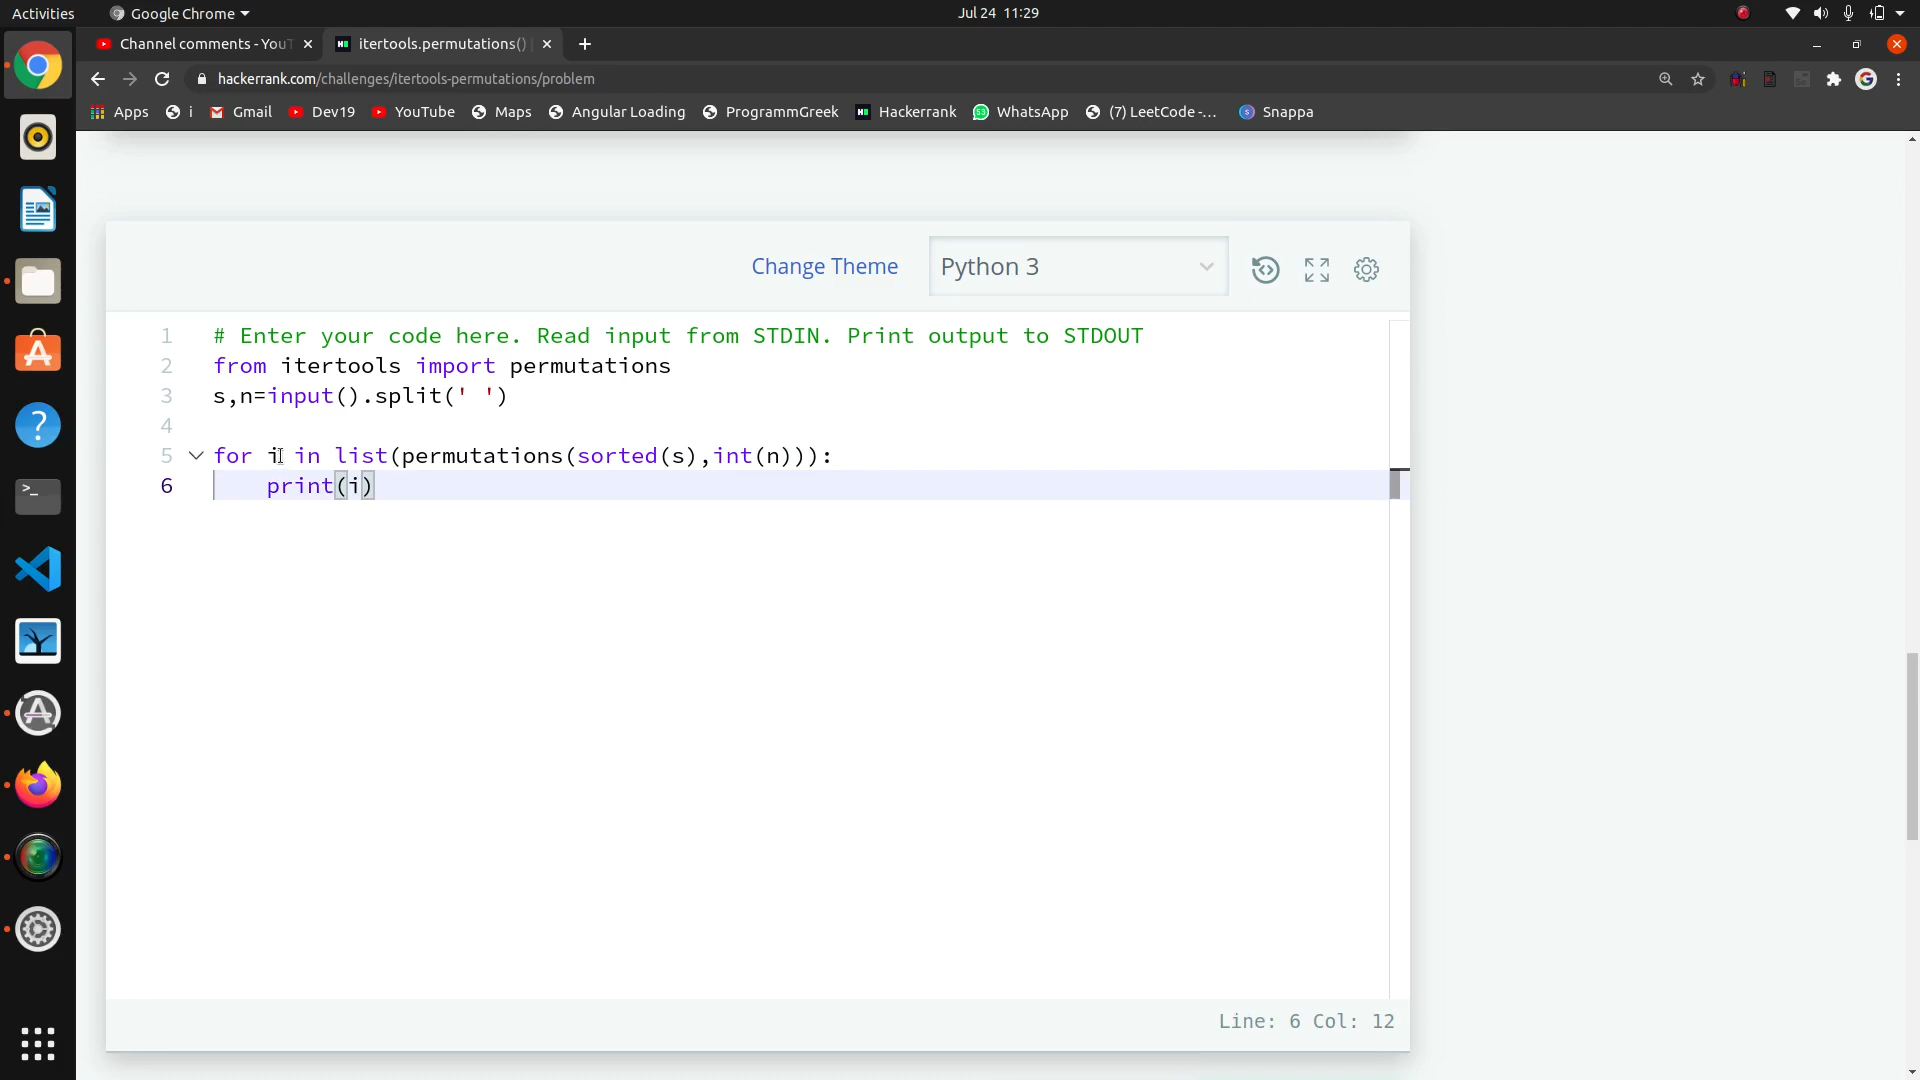 Activities
Google Chrome
Jul 24 11:29
Channel comments - YouT
itertools.permutations()
hackerrank.com/challenges/itertools-permutations/problem
Apps
i
Gmail
Dev19
YouTube
Maps
Angular Loading
ProgrammGreek
Hackerrank
WhatsApp
(7) LeetCode -...
Snappa
Change Theme
Python 3
1 # Enter your code here. Read input from STDIN. Print output to STDOUT
2 from itertools import permutations
3 s,n=input().split(' ')
4
5 for i in list(permutations(sorted(s),int(n))):
6 print(i)
Line: 6 Col: 12